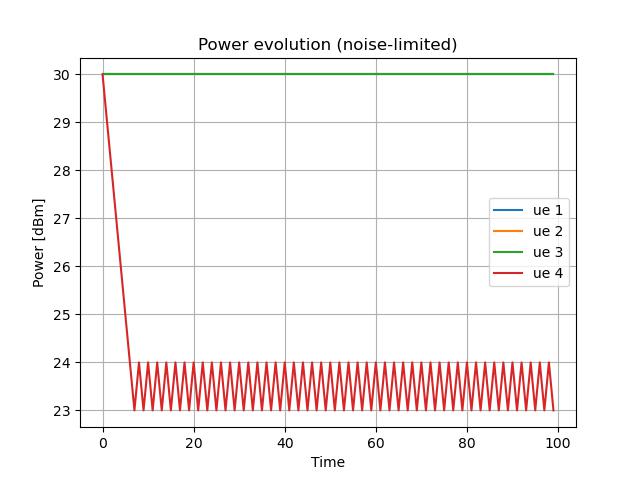 Power evolution (noise-limited)
30
29
28
27
26
25
24
23
Power [dBm]
ue 1
ue 2
ue 3
ue 4
0 20 40 60 80 100
Time